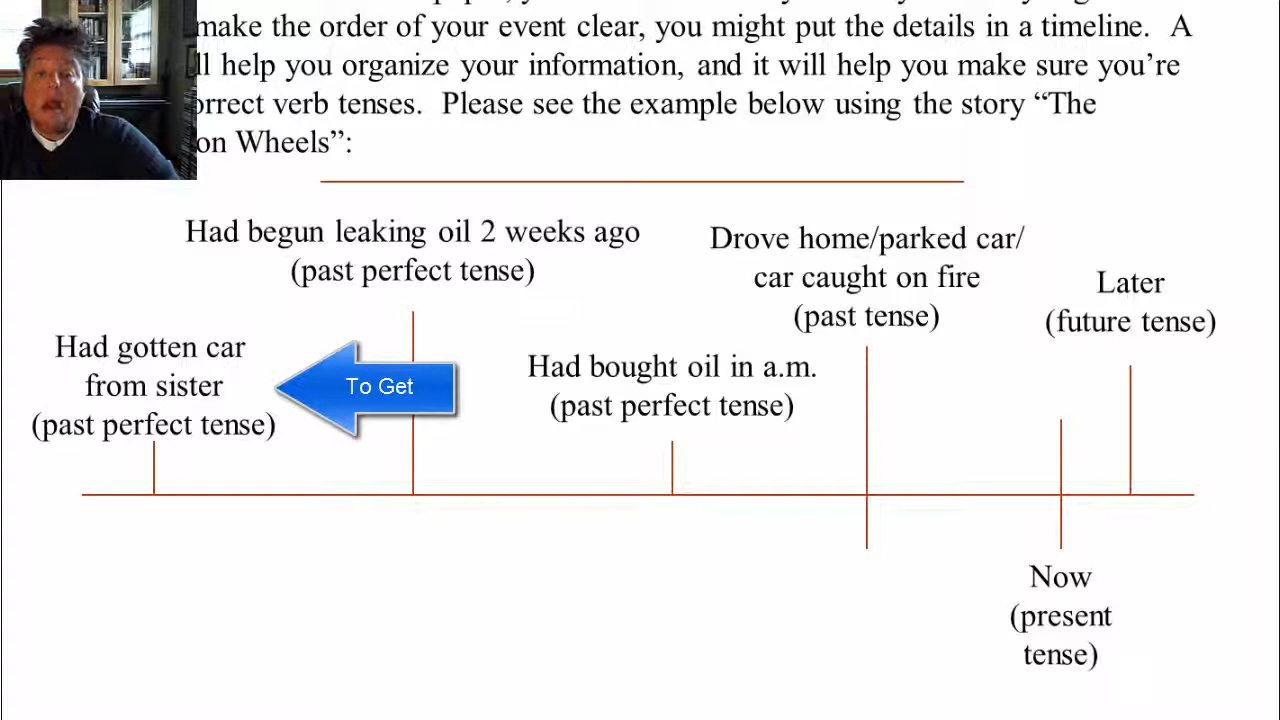 make the order of your event clear, you might put the details in a timeline. A
help you organize your information, and it will help you make sure you're
verb tenses. Please see the example below using the story "The
on Wheels":
Had begun leaking oil 2 weeks ago
(past perfect tense)
Drove home/parked car/
car caught on fire
(past tense)
Later
(future tense)
Had gotten car
from sister
(past perfect tense)
To Get
Had bought oil in a.m.
(past perfect tense)
Now
(present
tense)